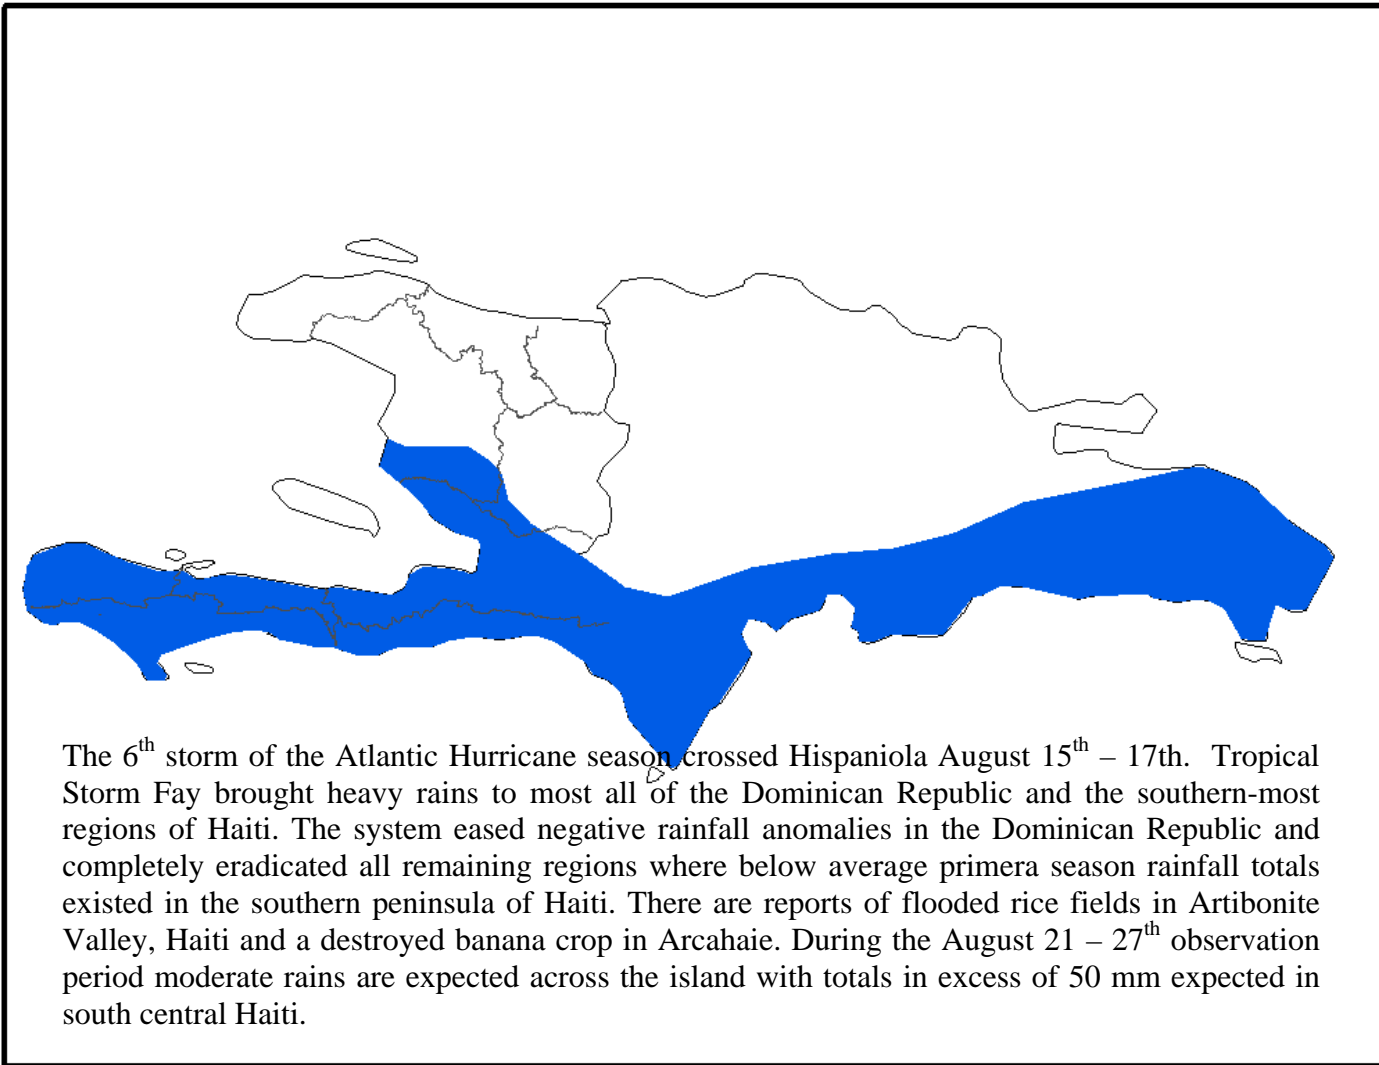 The 6th storm of the Atlantic Hurricane season crossed Hispaniola August 15th – 17th. Tropical
Storm Fay brought heavy rains to most all of the Dominican Republic and the southern-most
regions of Haiti. The system eased negative rainfall anomalies in the Dominican Republic and
completely eradicated all remaining regions where below average primera season rainfall totals
existed in the southern peninsula of Haiti. There are reports of flooded rice fields in Artibonite
Valley, Haiti and a destroyed banana crop in Arcahaie. During the August 21 – 27th observation
period moderate rains are expected across the island with totals in excess of 50 mm expected in
south central Haiti.